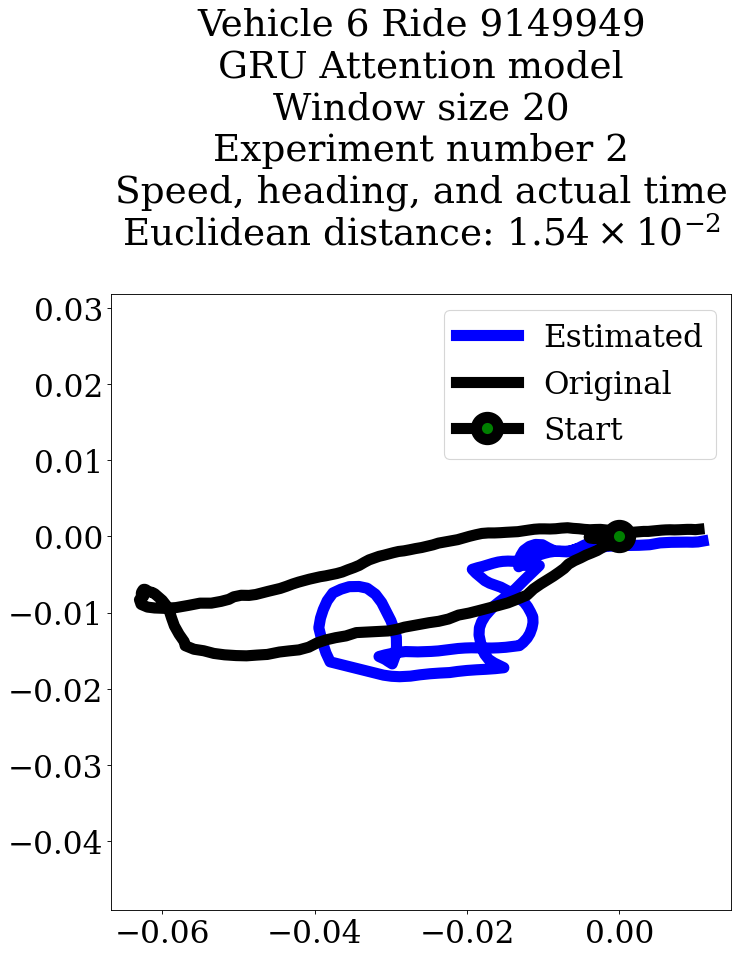 Vehicle 6 Ride 9149949
GRU Attention model
Window size 20
Experiment number 2
Speed, heading, and actual time
Euclidean distance: 1.54 × 10⁻²
Estimated
Original
Start
0.03
0.02
0.01
0.00
−0.01
−0.02
−0.03
−0.04
−0.06
−0.04
−0.02
0.00